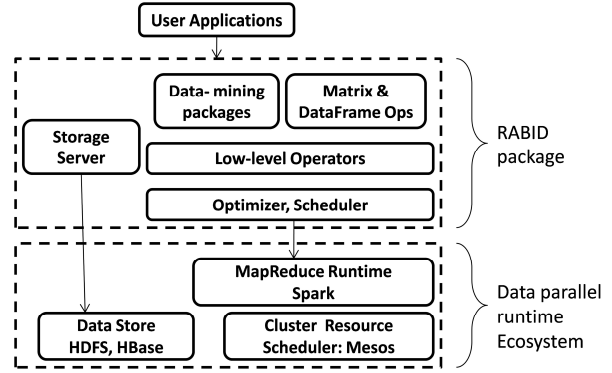 User Applications
Data- mining
packages
Matrix &
DataFrame Ops
Storage
Server
Low-level Operators
Optimizer, Scheduler
RABID
package
MapReduce Runtime
Spark
Data Store
HDFS, HBase
Cluster Resource
Scheduler: Mesos
Data parallel
runtime
Ecosystem